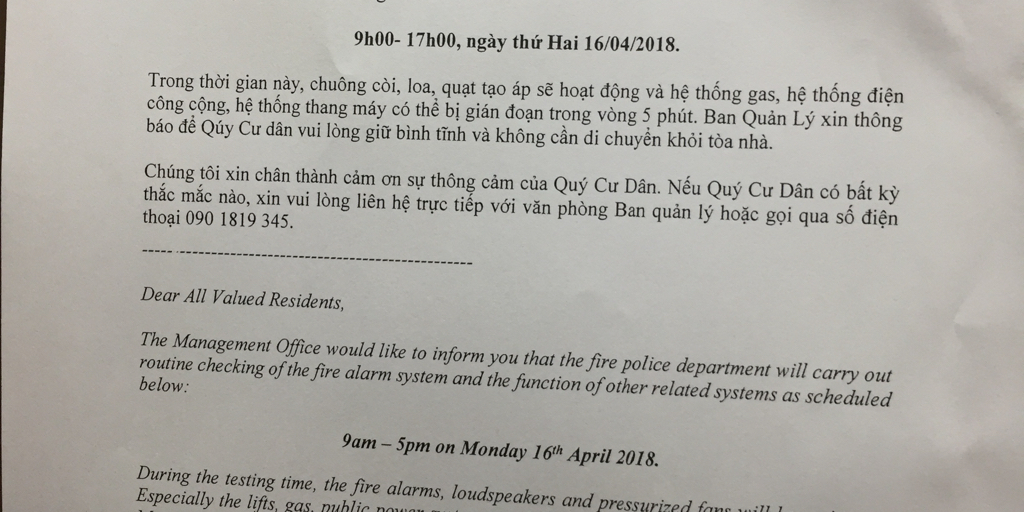 9h00- 17h00, ngày thứ Hai 16/04/2018.
Trong thời gian này, chuông còi, loa, quạt tạo áp sẽ hoạt động và hệ thống gas, hệ thống điện
công cộng, hệ thống thang máy có thể bị gián đoạn trong vòng 5 phút. Ban Quản Lý xin thông
báo để Qúy Cư dân vui lòng giữ bình tĩnh và không cần di chuyển khỏi tòa nhà.
Chúng tôi xin chân thành cảm ơn sự thông cảm của Quý Cư Dân. Nếu Quý Cư Dân có bất kỳ
thắc mắc nào, xin vui lòng liên hệ trực tiếp với văn phòng Ban quản lý hoặc gọi qua số điện
thoại 090 1819 345.
--------------------------------------------------
Dear All Valued Residents,
The Management Office would like to inform you that the fire police department will carry out
routine checking of the fire alarm system and the function of other related systems as scheduled
below:
9am – 5pm on Monday 16th April 2018.
During the testing time, the fire alarms, loudspeakers and pressurized fans will
Especially the lifts, gas, public power